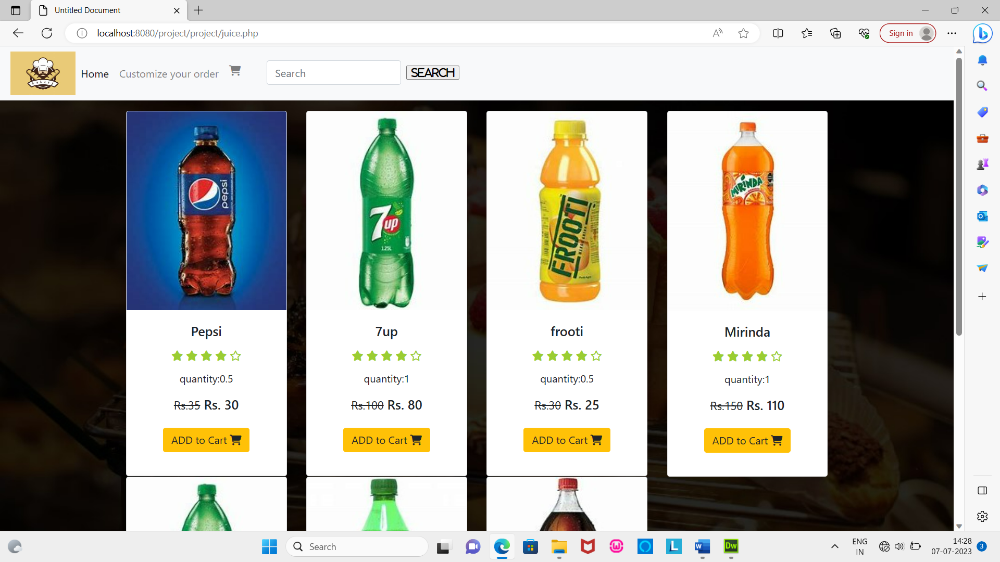 Untitled Document
localhost:8080/project/project/juice.php
Sign in
bakery
Home
Customize your order
Search
SEARCH
pepsi
7up
1.25L
FROOTI
MIRINDA
Pepsi
quantity:0.5
Rs.35 Rs. 30
ADD to Cart
7up
quantity:1
Rs.100 Rs. 80
ADD to Cart
frooti
quantity:0.5
Rs.30 Rs. 25
ADD to Cart
Mirinda
quantity:1
Rs.150 Rs. 110
ADD to Cart
Search
W
L
W
Dw
ENG
IN
14:28
07-07-2023
3